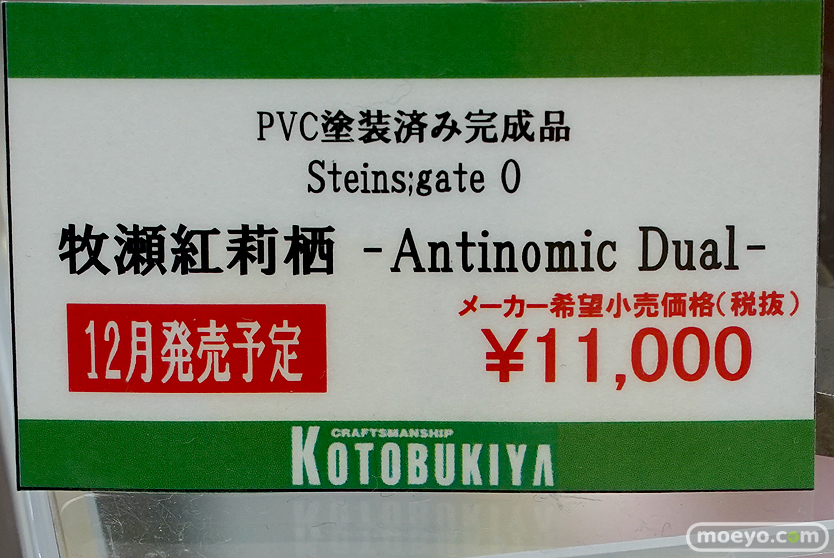 PVC塗装済み完成品
Steins;gate 0
牧瀬紅莉栖 -Antinomic Dual-
メーカー希望小売価格(税抜)
12月発売予定
¥11,000
CRAFTSMANSHIP
KOTOBUKIYA
moeyo.com